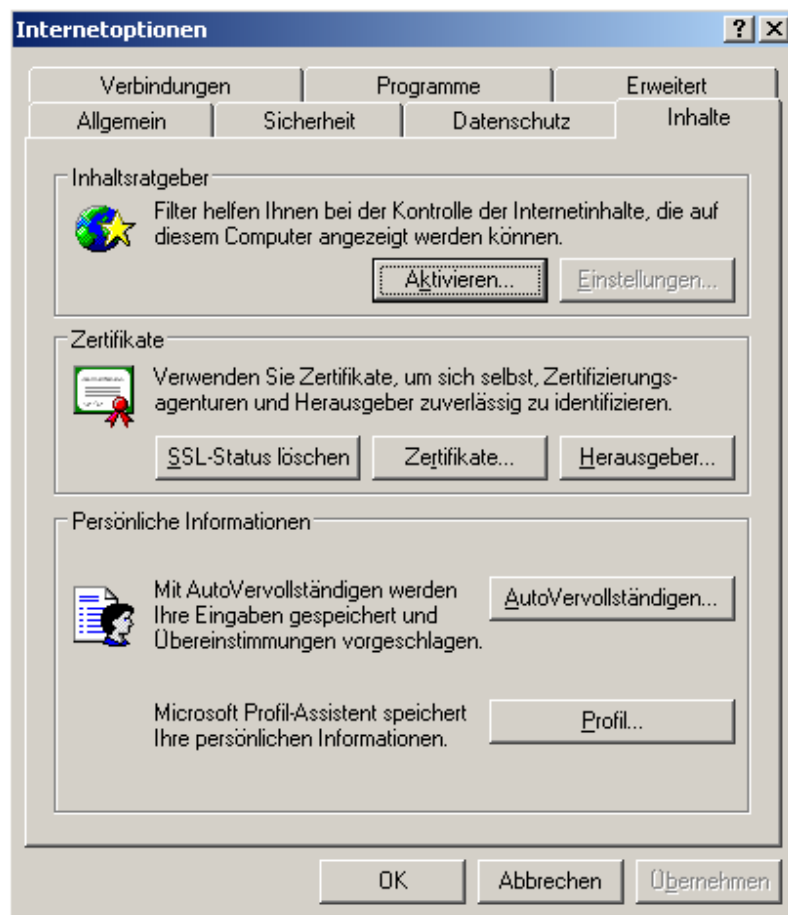 Internetoptionen
Verbindungen Programme Erweitert
Allgemein Sicherheit Datenschutz Inhalte
Inhaltsratgeber
Filter helfen Ihnen bei der Kontrolle der Internetinhalte, die auf
diesem Computer angezeigt werden können.
Aktivieren... Einstellungen...
Zertifikate
Verwenden Sie Zertifikate, um sich selbst, Zertifizierungs-
agenturen und Herausgeber zuverlässig zu identifizieren.
SSL-Status löschen Zertifikate... Herausgeber...
Persönliche Informationen
Mit AutoVervollständigen werden
Ihre Eingaben gespeichert und
Übereinstimmungen vorgeschlagen.
AutoVervollständigen...
Microsoft Profil-Assistent speichert
Ihre persönlichen Informationen.
Profil...
OK Abbrechen Übernehmen